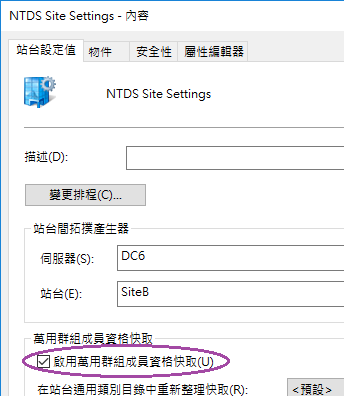 NTDS Site Settings - 內容
站台設定值 物件 安全性 屬性編輯器
NTDS Site Settings
描述(D):
變更排程(C)...
站台間拓撲產生器
伺服器(S): DC6
站台(E): SiteB
萬用群組成員資格快取
啟用萬用群組成員資格快取(U)
在站台通用類別目錄中重新整理快取(R): <預設>